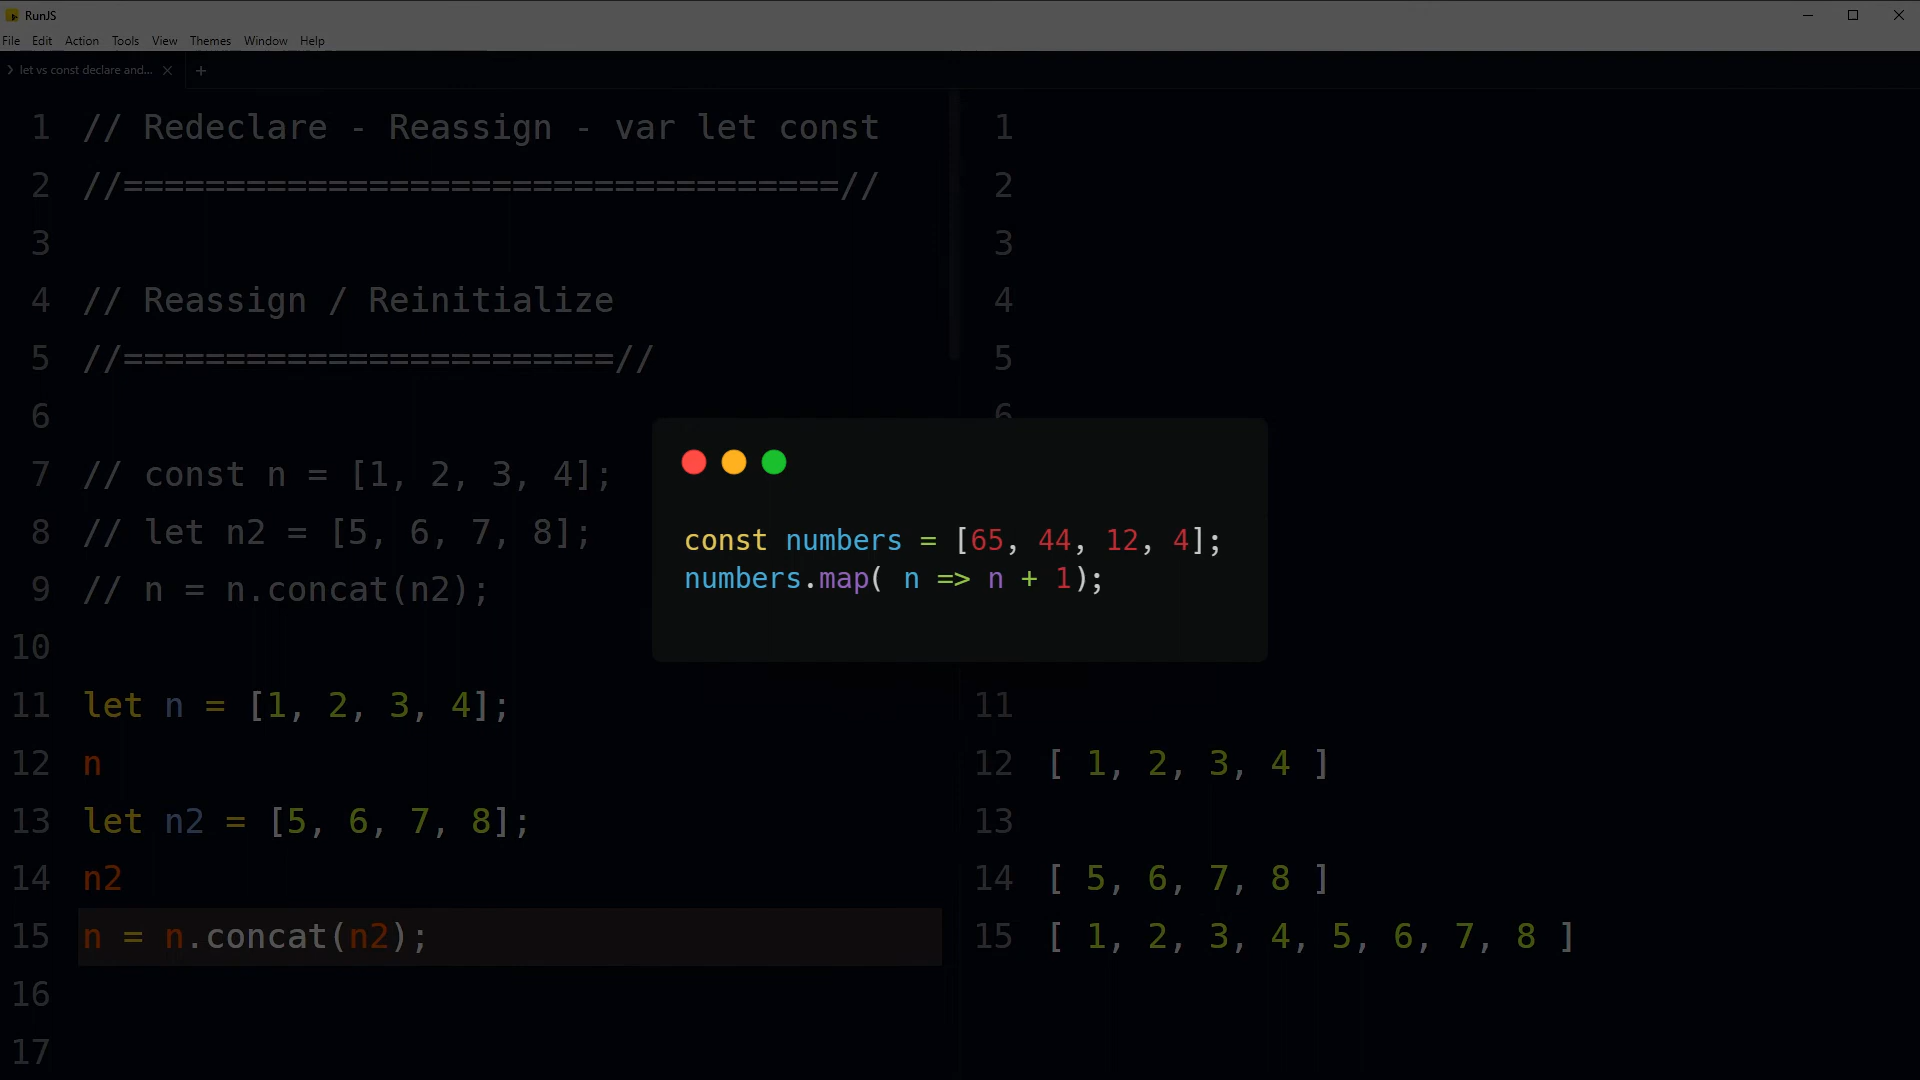 RunJS
File Edit Action Tools View Themes Window Help
let vs const declare and...
1 // Redeclare - Reassign - var let const
2 //===================================//
3
4 // Reassign / Reinitialize
5 //========================//
6
7 // const n = [1, 2, 3, 4];
8 // let n2 = [5, 6, 7, 8];
9 // n = n.concat(n2);
10
11 let n = [1, 2, 3, 4];
12 n
13 let n2 = [5, 6, 7, 8];
14 n2
15 n = n.concat(n2);
16
17
const numbers = [65, 44, 12, 4];
numbers.map( n => n + 1);
1
2
3
4
5
6
11
12 [ 1, 2, 3, 4 ]
13
14 [ 5, 6, 7, 8 ]
15 [ 1, 2, 3, 4, 5, 6, 7, 8 ]